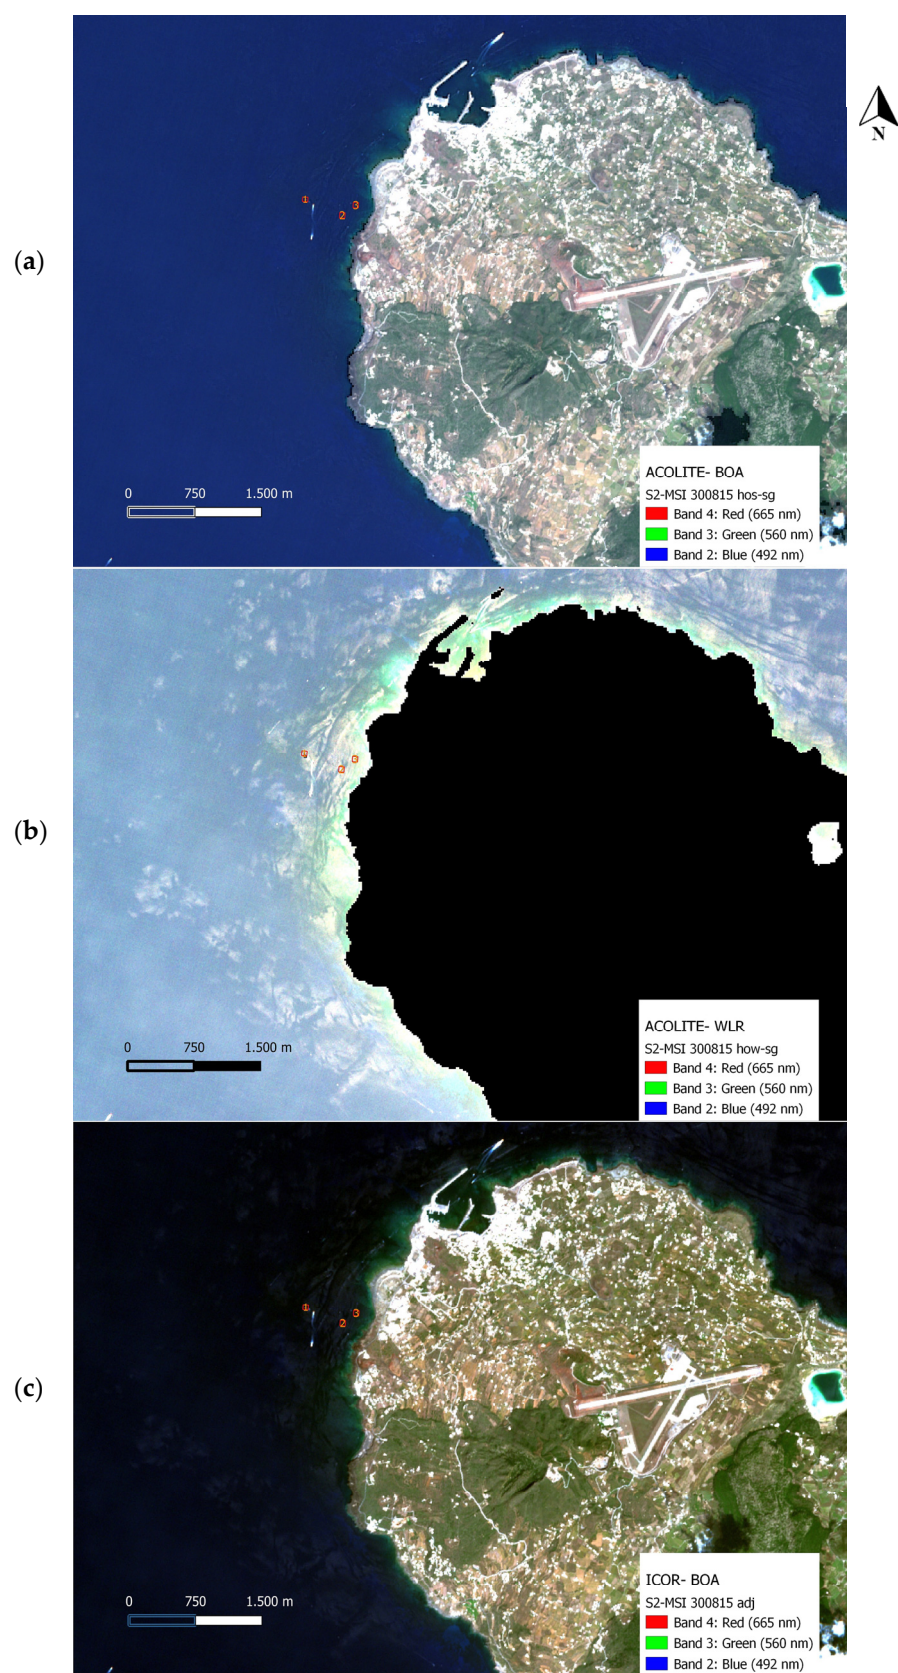 N
(a)
1
2
3
0 750 1.500 m
ACOLITE- BOA
S2-MSI 300815 hos-sg
Band 4: Red (665 nm)
Band 3: Green (560 nm)
Band 2: Blue (492 nm)
(b)
0 750 1.500 m
ACOLITE- WLR
S2-MSI 300815 how-sg
Band 4: Red (665 nm)
Band 3: Green (560 nm)
Band 2: Blue (492 nm)
(c)
1
2
3
0 750 1.500 m
ICOR- BOA
S2-MSI 300815 adj
Band 4: Red (665 nm)
Band 3: Green (560 nm)
Band 2: Blue (492 nm)